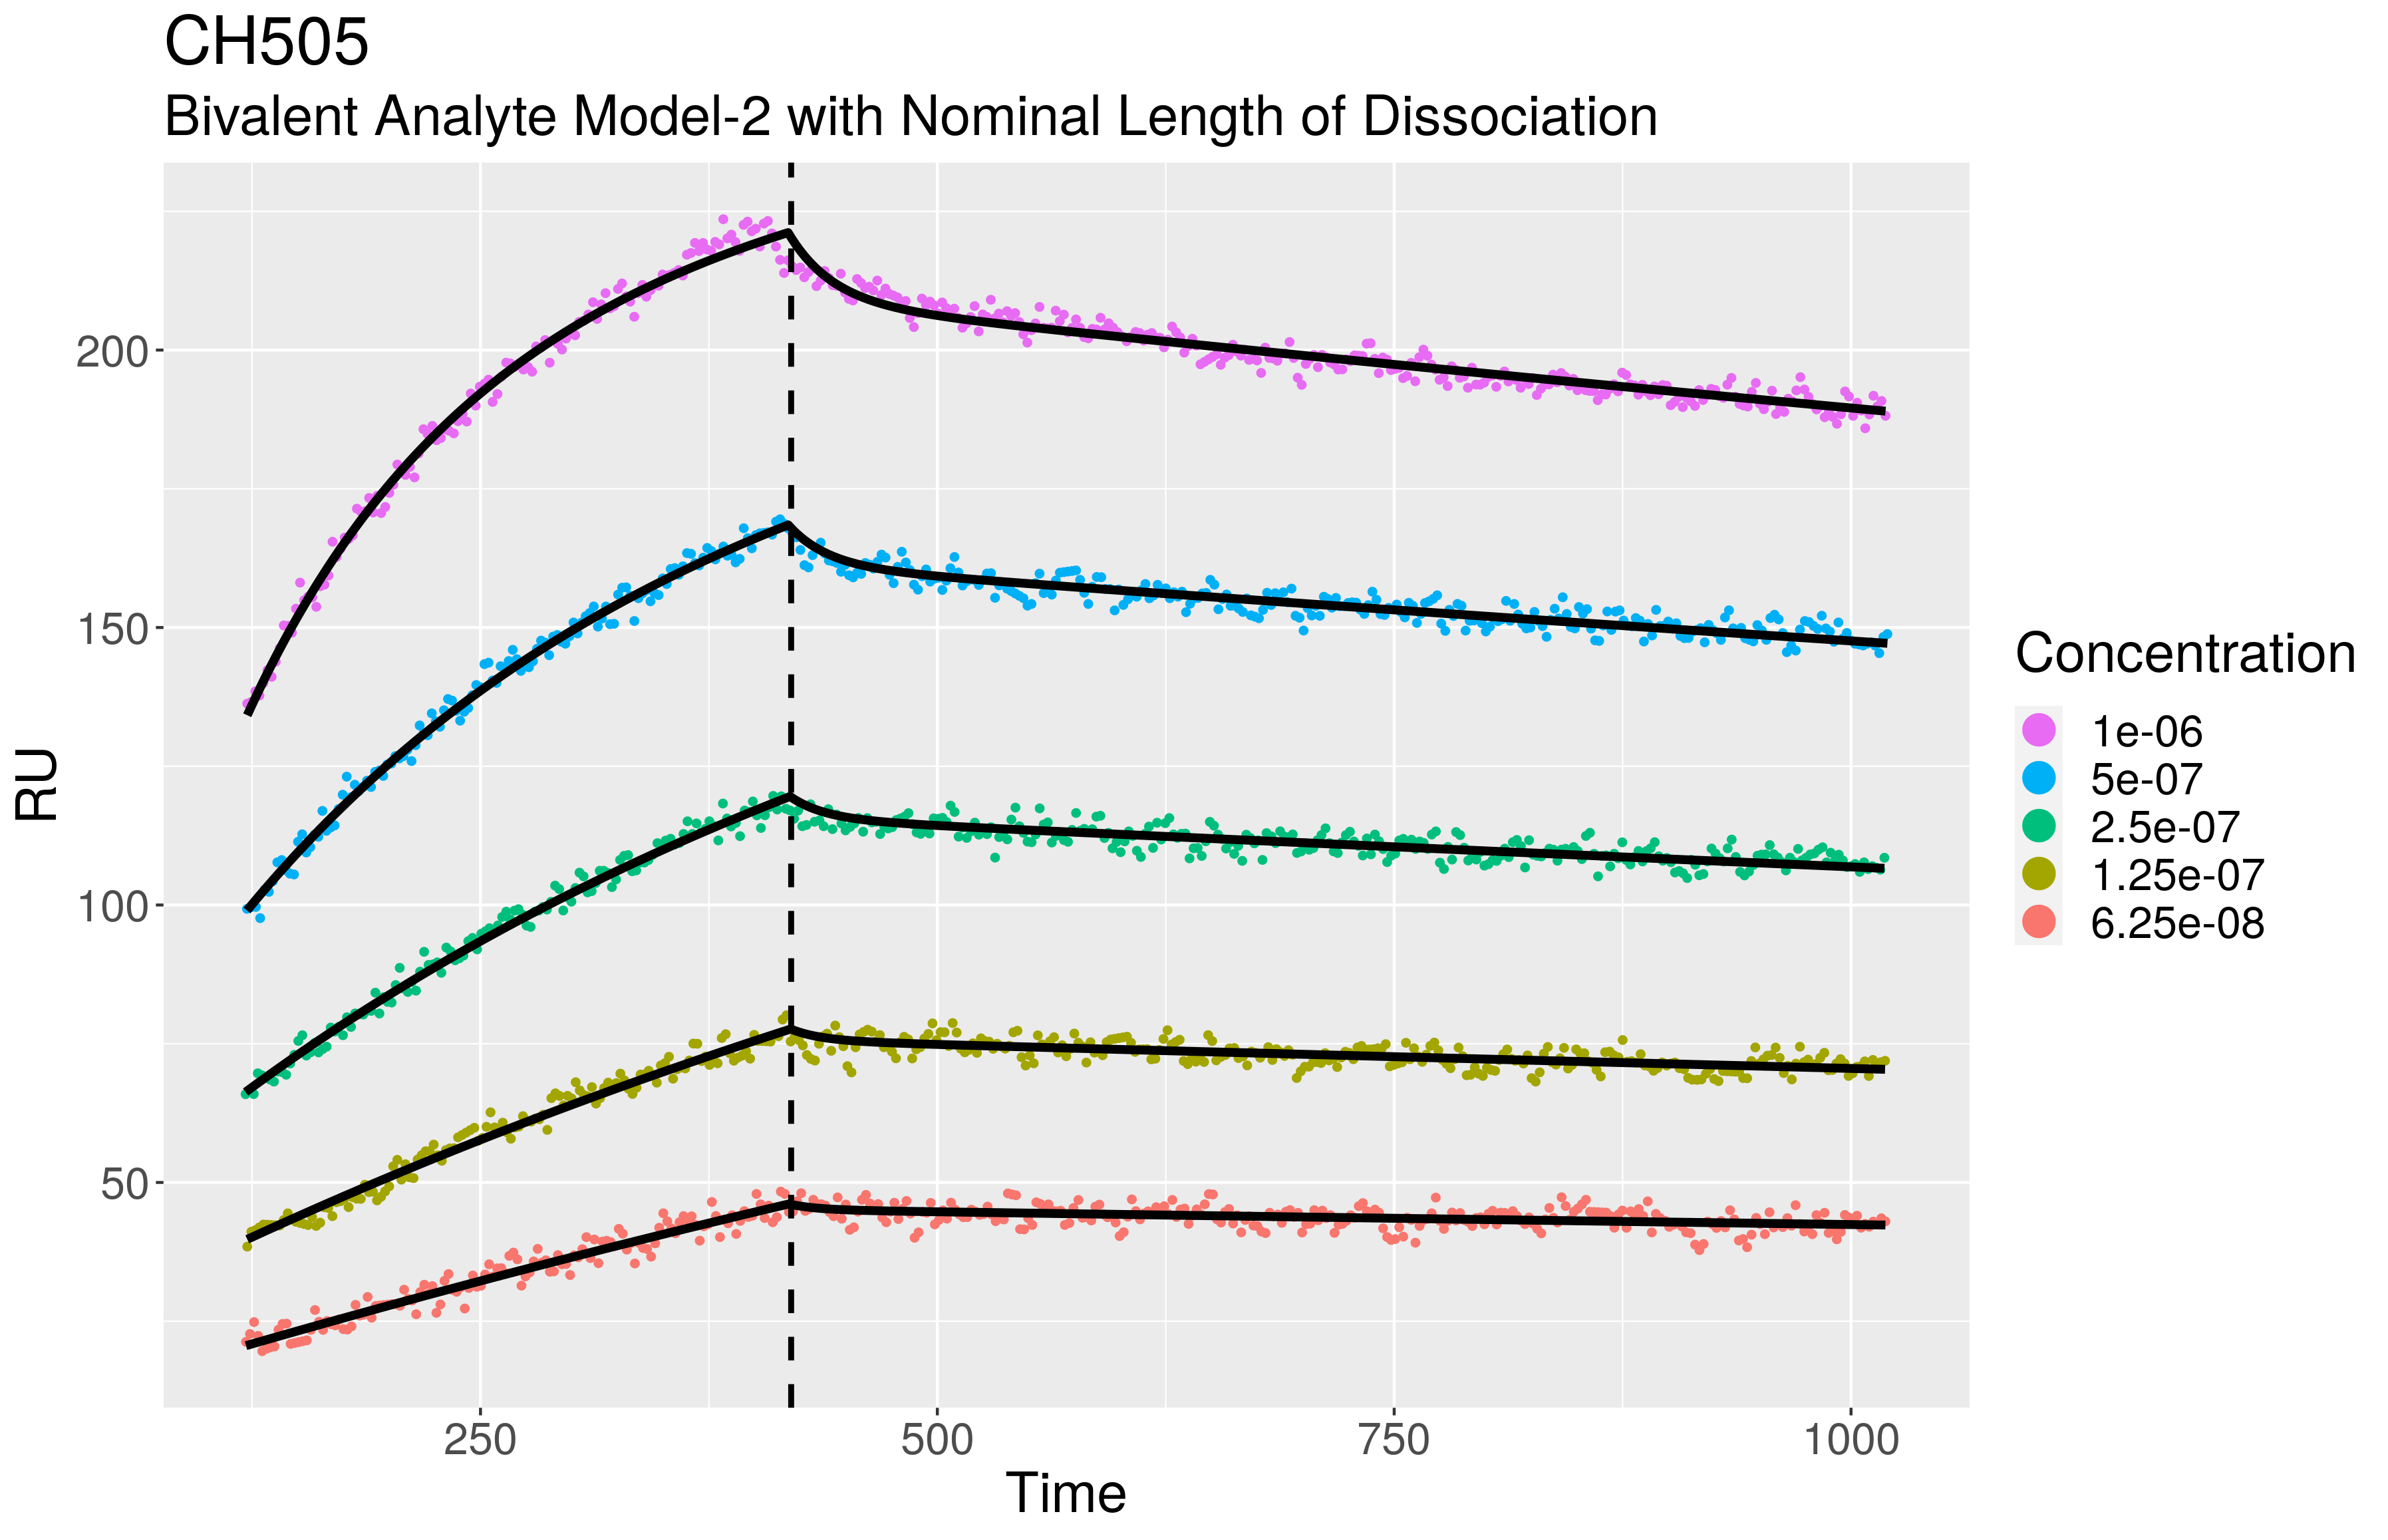 CH505
Bivalent Analyte Model-2 with Nominal Length of Dissociation
RU
200
150
100
50
250
500
750
1000
Time
Concentration
1e-06
5e-07
2.5e-07
1.25e-07
6.25e-08